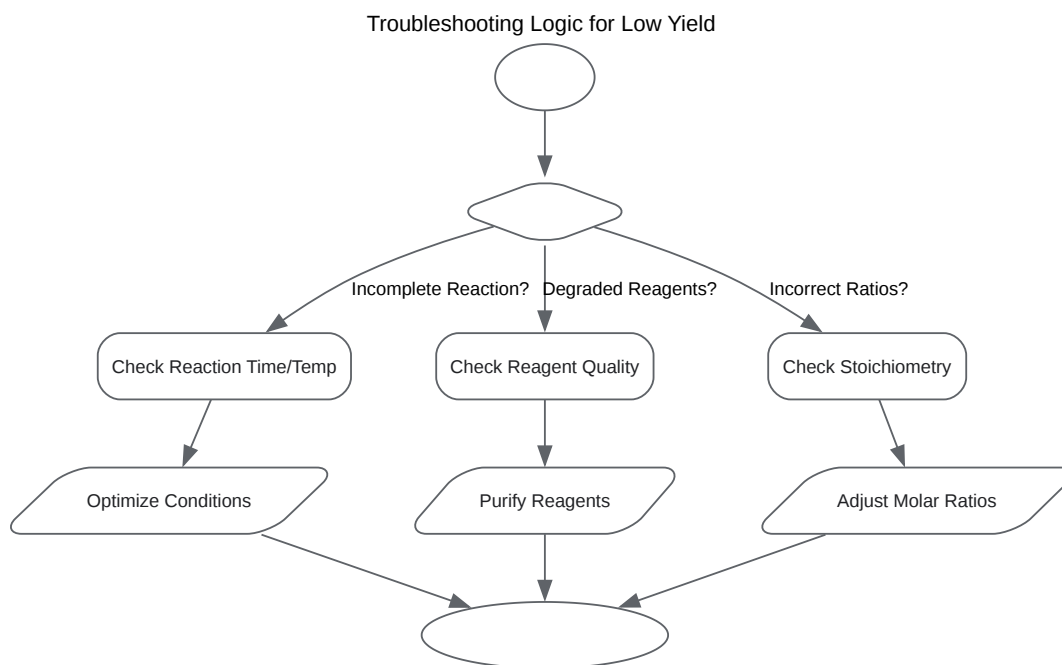 Troubleshooting Logic for Low Yield
Incomplete Reaction?
Degraded Reagents?
Incorrect Ratios?
Check Reaction Time/Temp
Check Reagent Quality
Check Stoichiometry
Optimize Conditions
Purify Reagents
Adjust Molar Ratios